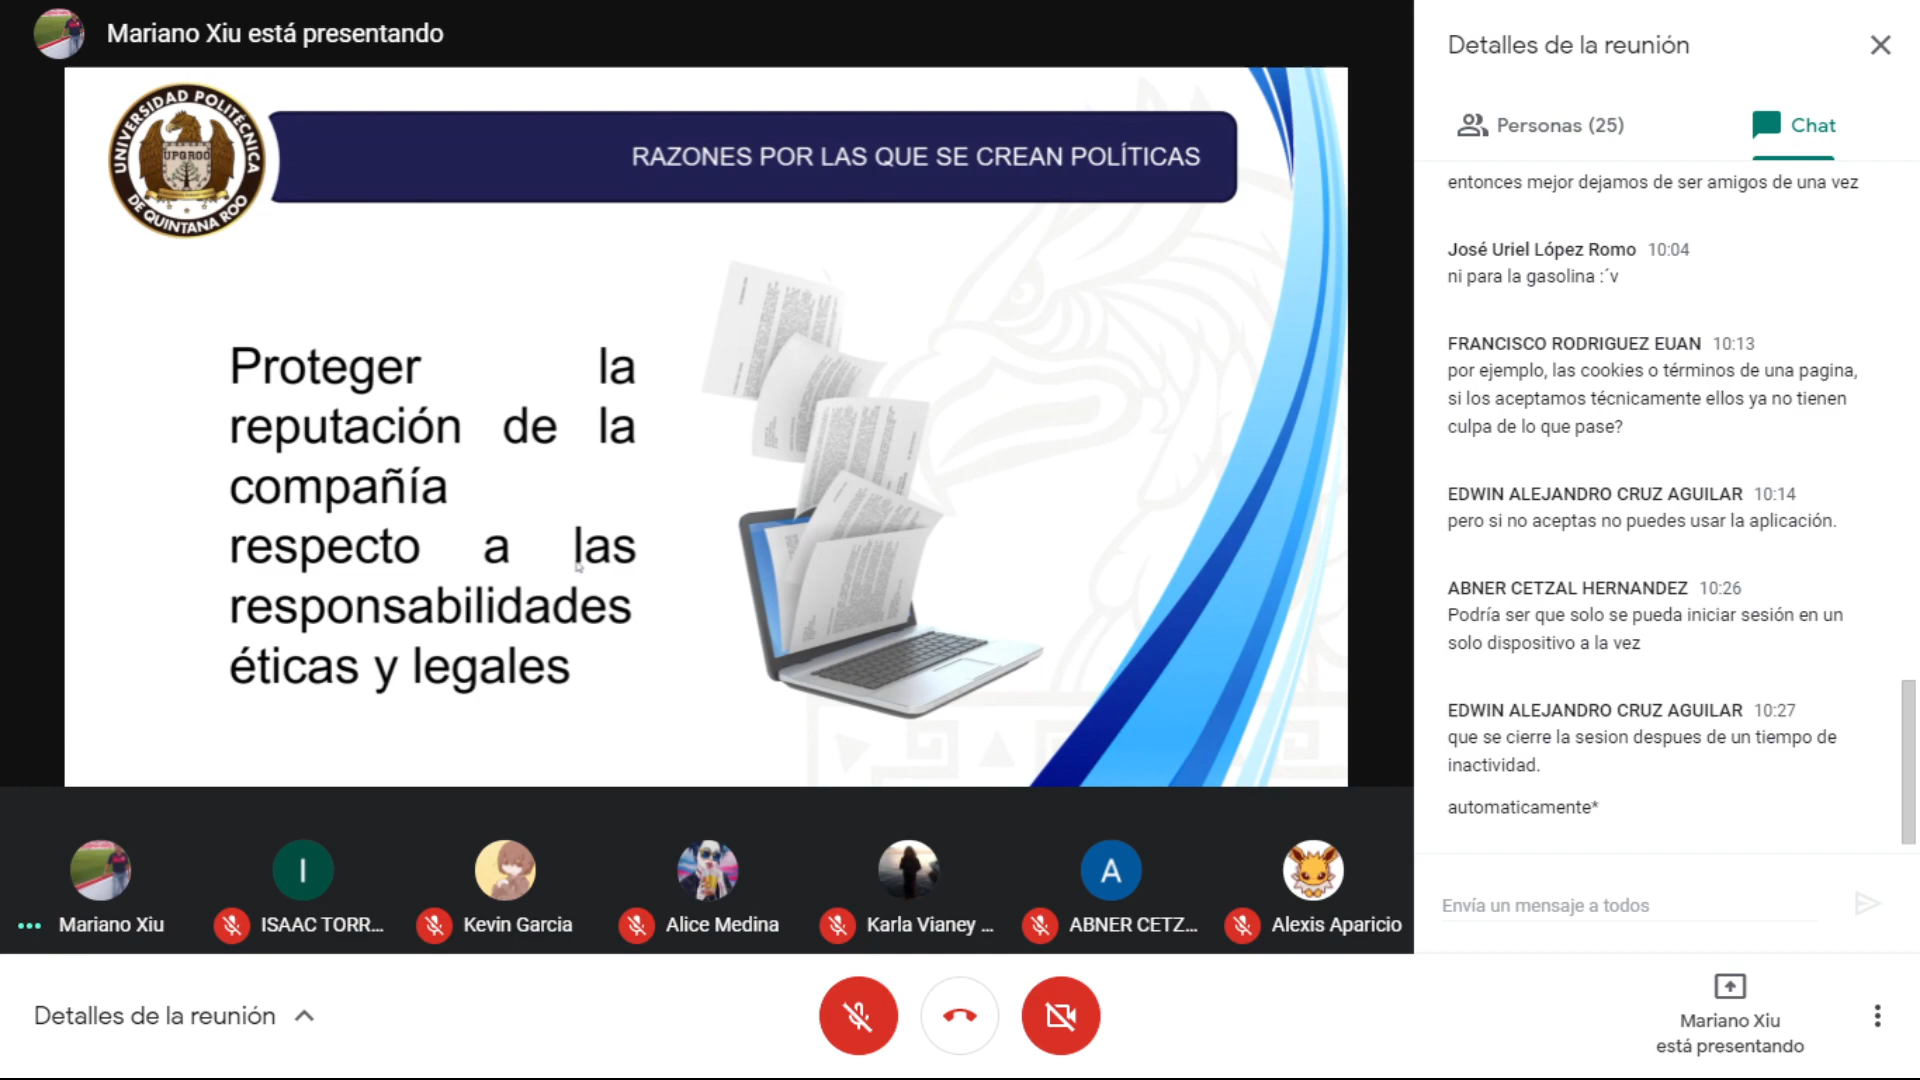 Mariano Xiu está presentando
UNIVERSIDAD POLITÉCNICA
UPQROO
DE QUINTANA ROO
RAZONES POR LAS QUE SE CREAN POLÍTICAS
Proteger la
reputación de la
compañía
respecto a las
responsabilidades
éticas y legales
Mariano Xiu
I
ISAAC TORR...
Kevin Garcia
Alice Medina
Karla Vianey ...
A
ABNER CETZ...
Alexis Aparicio
Detalles de la reunión
Personas (25)
Chat
entonces mejor dejamos de ser amigos de una vez
José Uriel López Romo 10:04
ni para la gasolina :´v
FRANCISCO RODRIGUEZ EUAN 10:13
por ejemplo, las cookies o términos de una pagina,
si los aceptamos técnicamente ellos ya no tienen
culpa de lo que pase?
EDWIN ALEJANDRO CRUZ AGUILAR 10:14
pero si no aceptas no puedes usar la aplicación.
ABNER CETZAL HERNANDEZ 10:26
Podría ser que solo se pueda iniciar sesión en un
solo dispositivo a la vez
EDWIN ALEJANDRO CRUZ AGUILAR 10:27
que se cierre la sesion despues de un tiempo de
inactividad.
automaticamente*
Envía un mensaje a todos
Detalles de la reunión
Mariano Xiu
está presentando